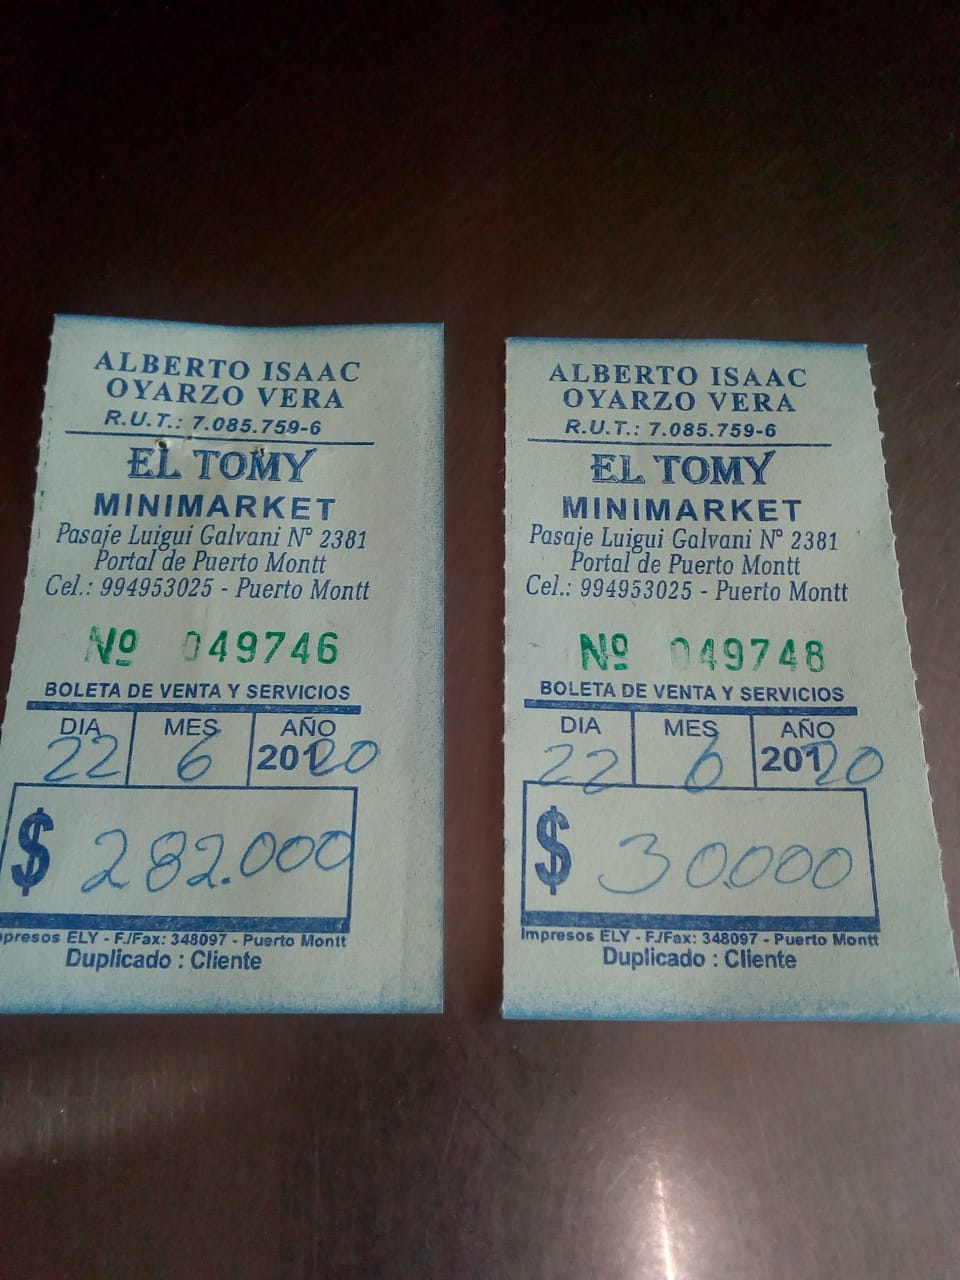 ALBERTO ISAAC
OYARZO VERA
R.U.T.: 7.085.759-6
EL TOMY
MINIMARKET
Pasaje Luigui Galvani Nº 2381
Portal de Puerto Montt
Cel.: 994953025 - Puerto Montt
Nº 049746
BOLETA DE VENTA Y SERVICIOS
DIA MES AÑO
22 6 2020
$ 282.000
mpresos ELY - F./Fax: 348097 - Puerto Montt
Duplicado : Cliente
ALBERTO ISAAC
OYARZO VERA
R.U.T.: 7.085.759-6
EL TOMY
MINIMARKET
Pasaje Luigui Galvani Nº 2381
Portal de Puerto Montt
Cel.: 994953025 - Puerto Montt
Nº 049748
BOLETA DE VENTA Y SERVICIOS
DIA MES AÑO
22 6 2020
$ 30.000
Impresos ELY - F./Fax: 348097 - Puerto Montt
Duplicado : Cliente